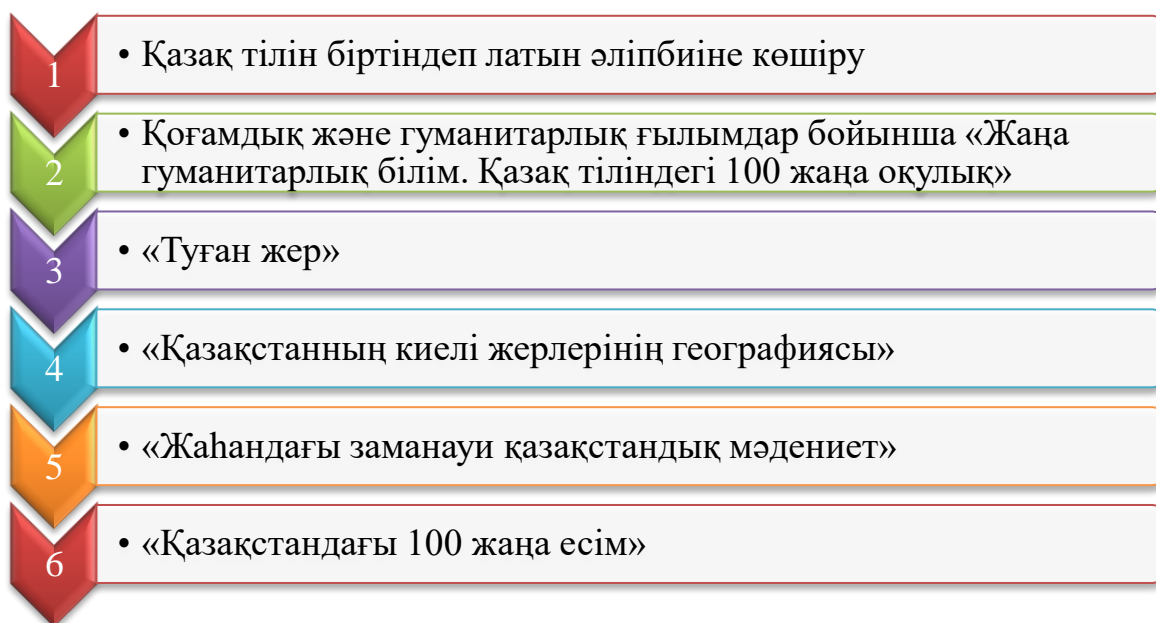 1
• Қазақ тілін біртіндеп латын әліпбиіне көшіру
2
• Қоғамдық және гуманитарлық ғылымдар бойынша «Жаңа
гуманитарлық білім. Қазақ тіліндегі 100 жаңа оқулық»
3
• «Туған жер»
4
• «Қазақстанның киелі жерлерінің географиясы»
5
• «Жаһандағы заманауи қазақстандық мәдениет»
6
• «Қазақстандағы 100 жаңа есім»